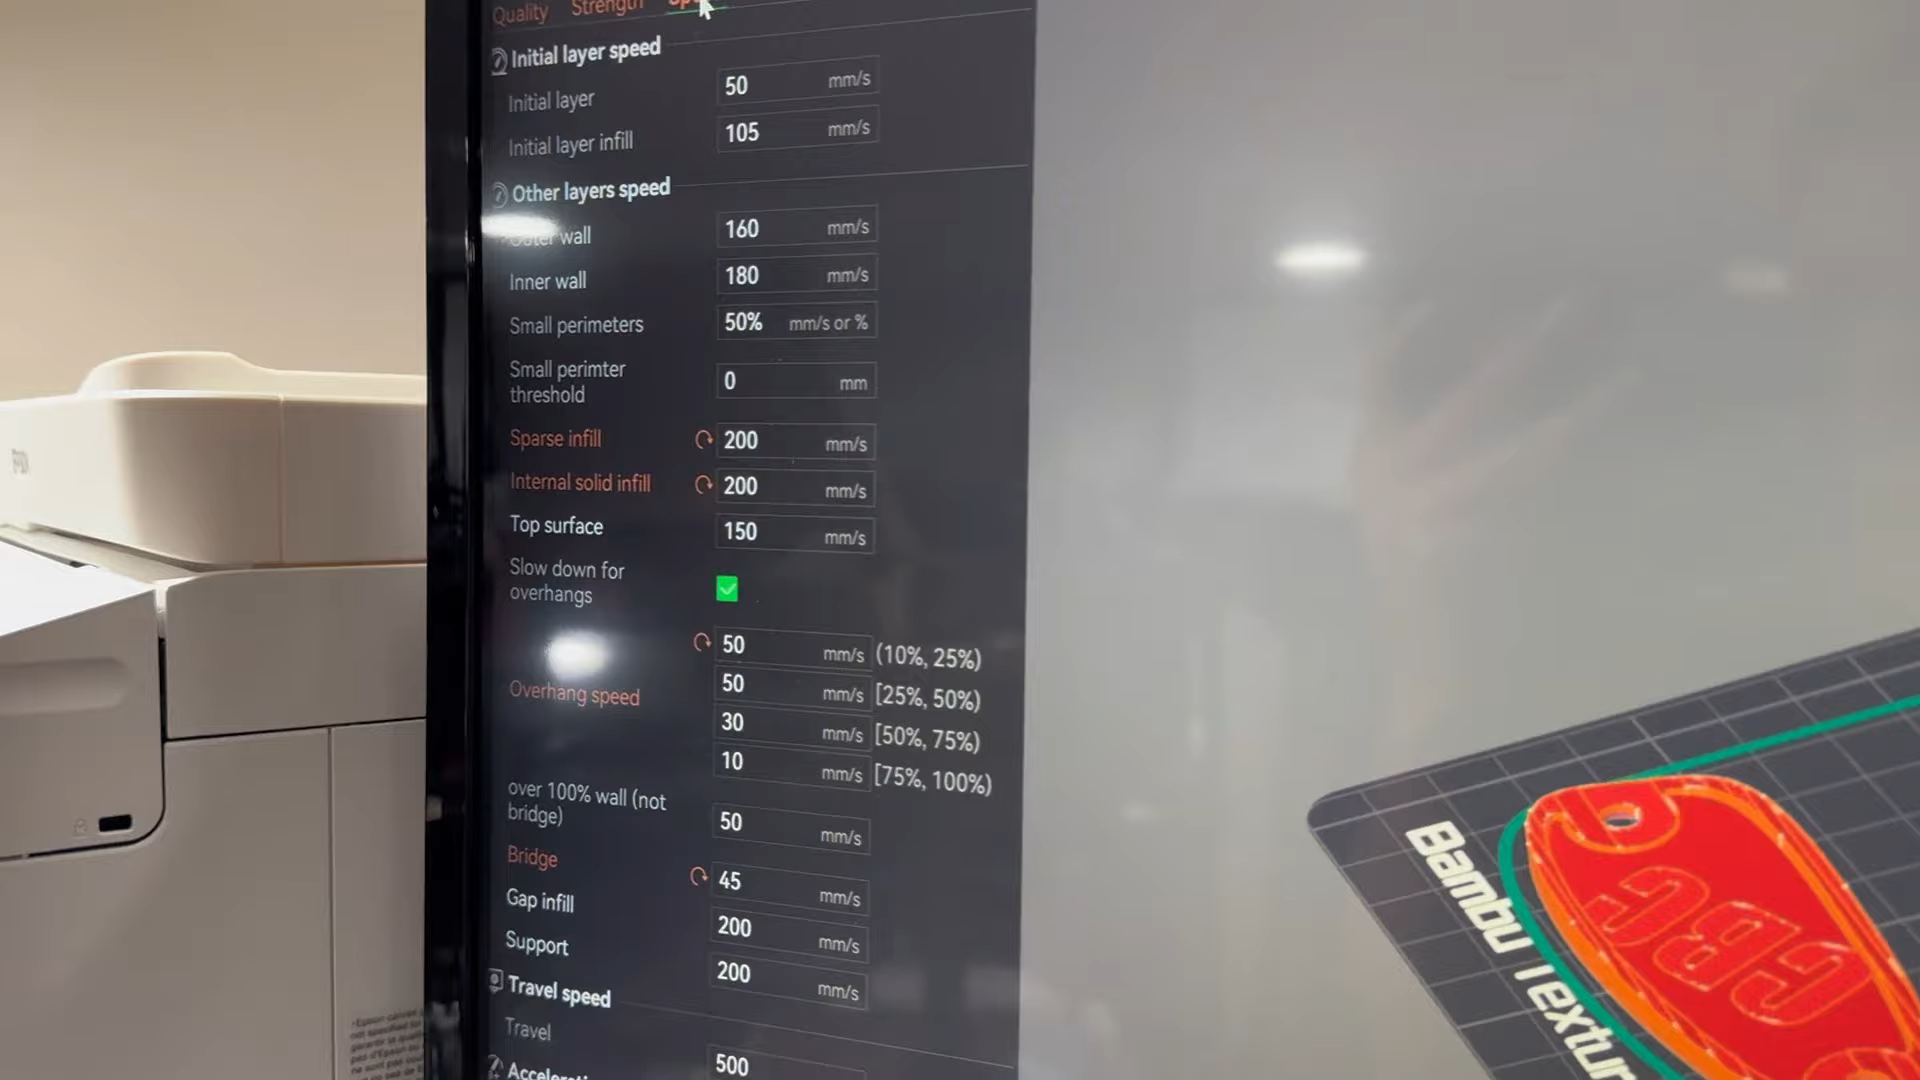 Quality Strength
Initial layer speed
Initial layer 50 mm/s
Initial layer infill 105 mm/s
Other layers speed
Outer wall 160 mm/s
Inner wall 180 mm/s
Small perimeters 50% mm/s or %
Small perimter
threshold 0 mm
Sparse infill 200 mm/s
Internal solid infill 200 mm/s
Top surface 150 mm/s
Slow down for
overhangs
Overhang speed
50 mm/s (10%, 25%)
50 mm/s [25%, 50%)
30 mm/s [50%, 75%)
10 mm/s [75%, 100%)
over 100% wall (not
bridge) 50 mm/s
Bridge 45 mm/s
Gap infill 200 mm/s
Support 200 mm/s
Travel speed
Travel 500
Bambu Textur
CBC